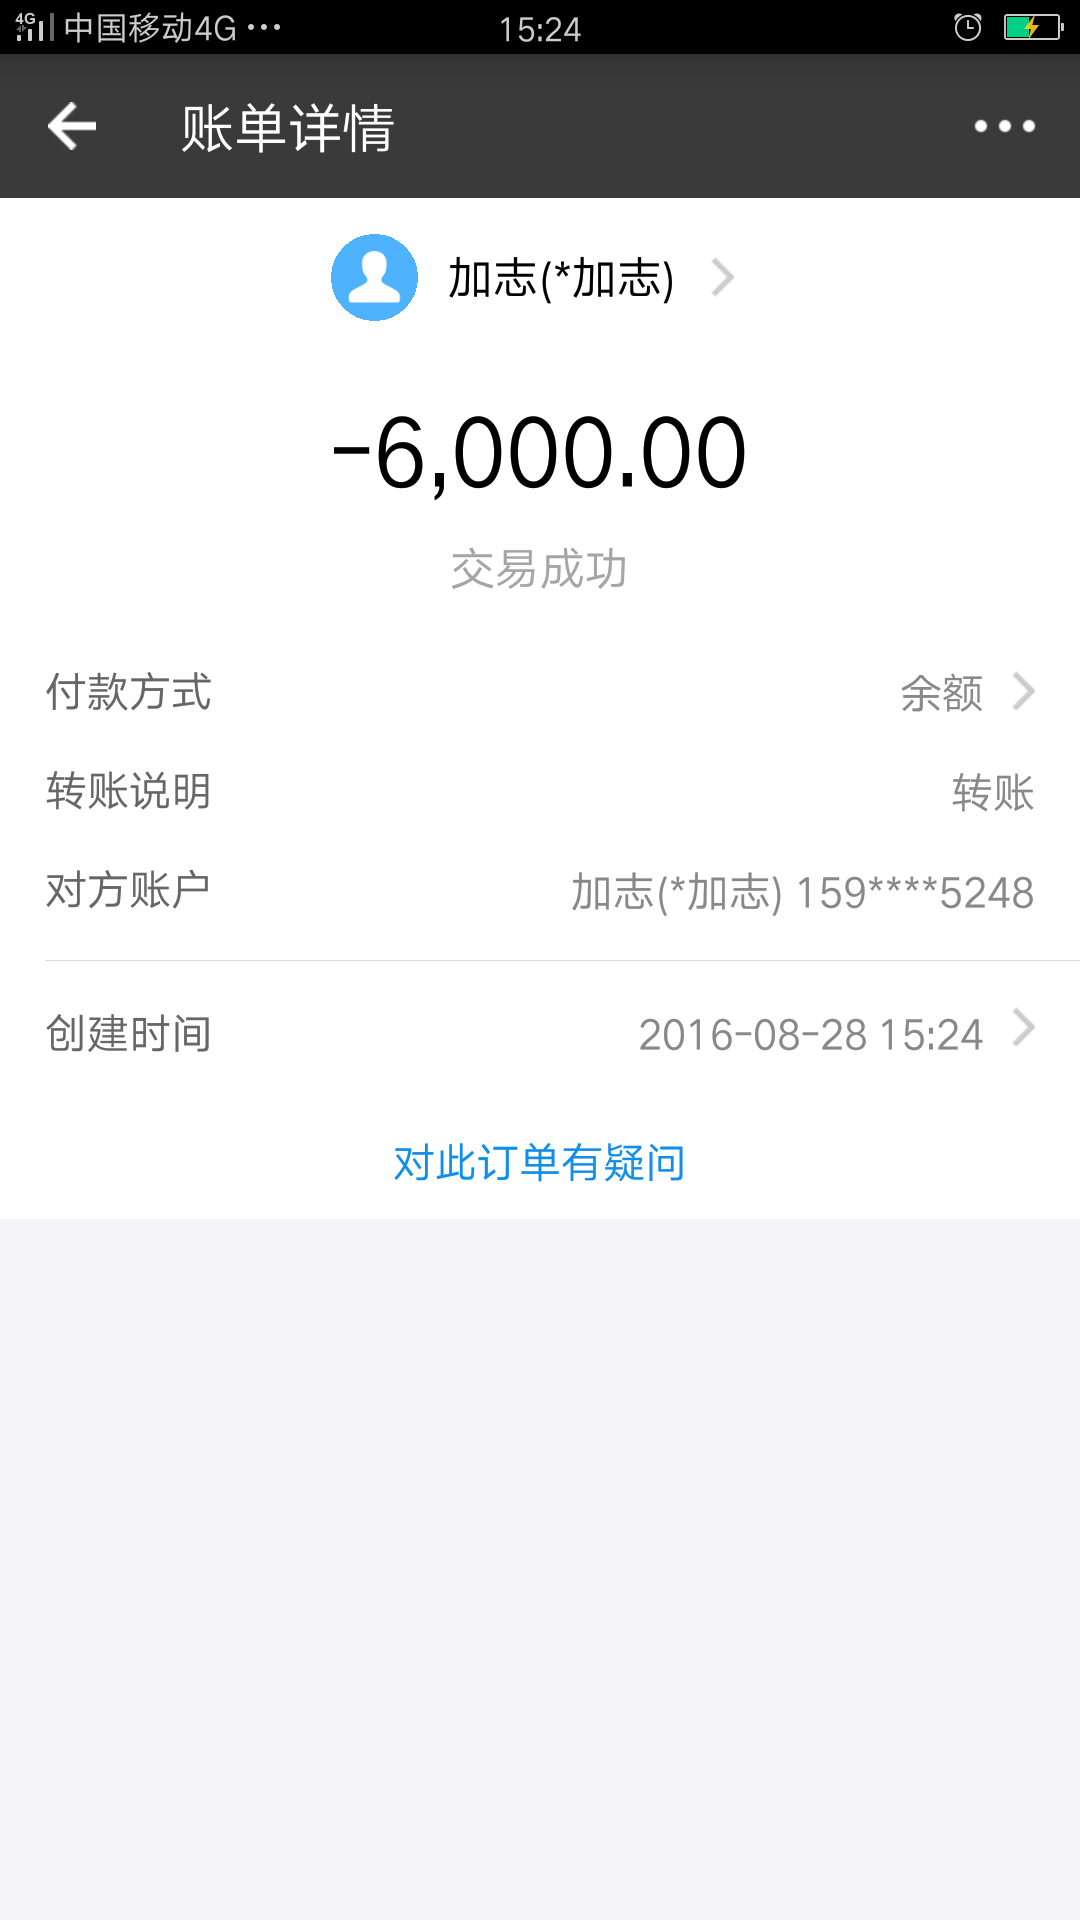 4G 中国移动4G ··· 15:24
账单详情
加志(*加志)
-6,000.00
交易成功
付款方式 余额
转账说明 转账
对方账户 加志(*加志) 159****5248
创建时间 2016-08-28 15:24
对此订单有疑问